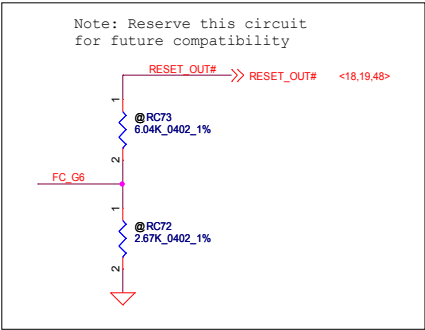 Note: Reserve this circuit
for future compatibility
RESET_OUT#
RESET_OUT# <18,19,48>
1
@RC73
6.04K_0402_1%
2
FC_G6
1
@RC72
2.67K_0402_1%
2